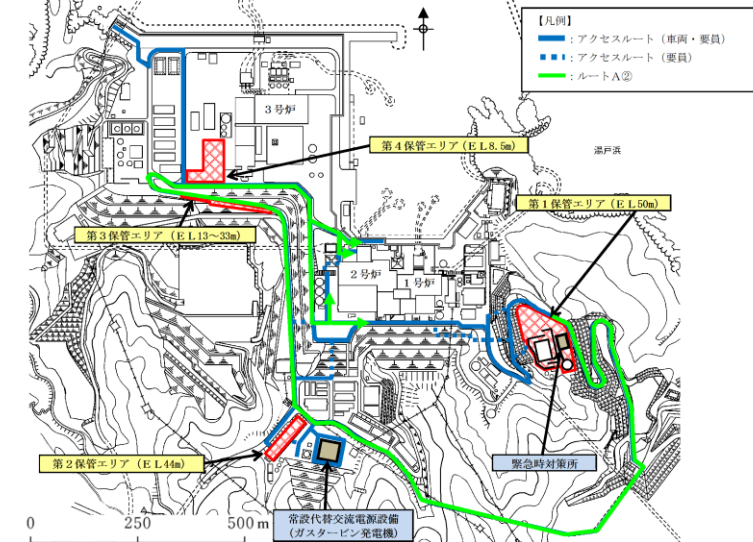 【凡例】
：アクセスルート（車両・要員）
：アクセスルート（要員）
：ルートA②
3号炉
第4保管エリア（EL8.5m）
湯戸浜
第1保管エリア（EL50m）
第3保管エリア（EL13～33m）
2号炉
1号炉
第2保管エリア（EL44m）
緊急時対策所
常設代替交流電源設備
（ガスタービン発電機）
0 250 500 m